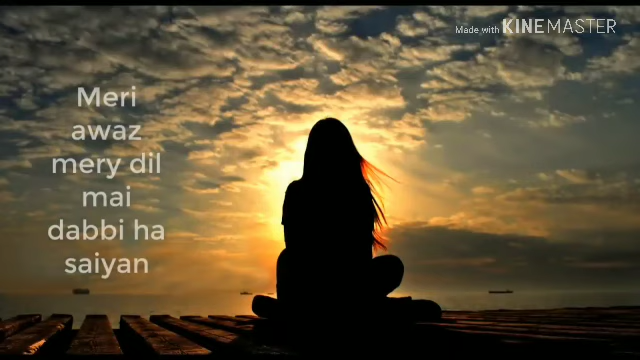 Made with KINEMASTER
Meri
awaz
mery dil
mai
dabbi ha
saiyan